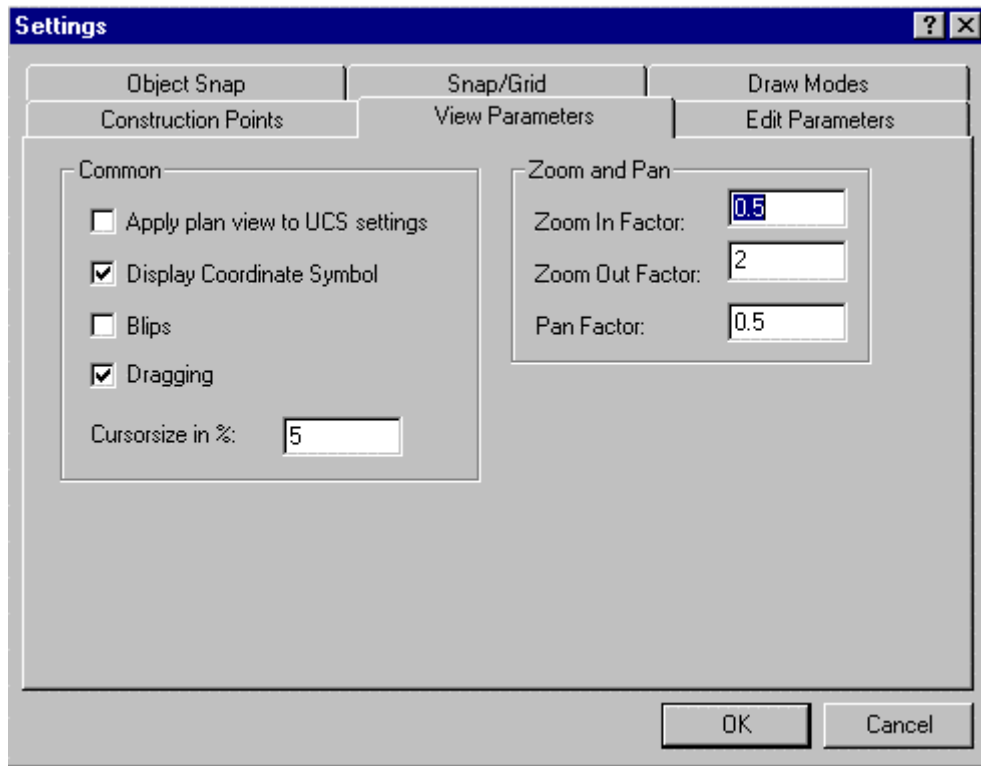 Settings
Object Snap
Snap/Grid
Draw Modes
Construction Points
View Parameters
Edit Parameters
Common
Apply plan view to UCS settings
Display Coordinate Symbol
Blips
Dragging
Cursorsize in %: 5
Zoom and Pan
Zoom In Factor: 0.5
Zoom Out Factor: 2
Pan Factor: 0.5
OK
Cancel